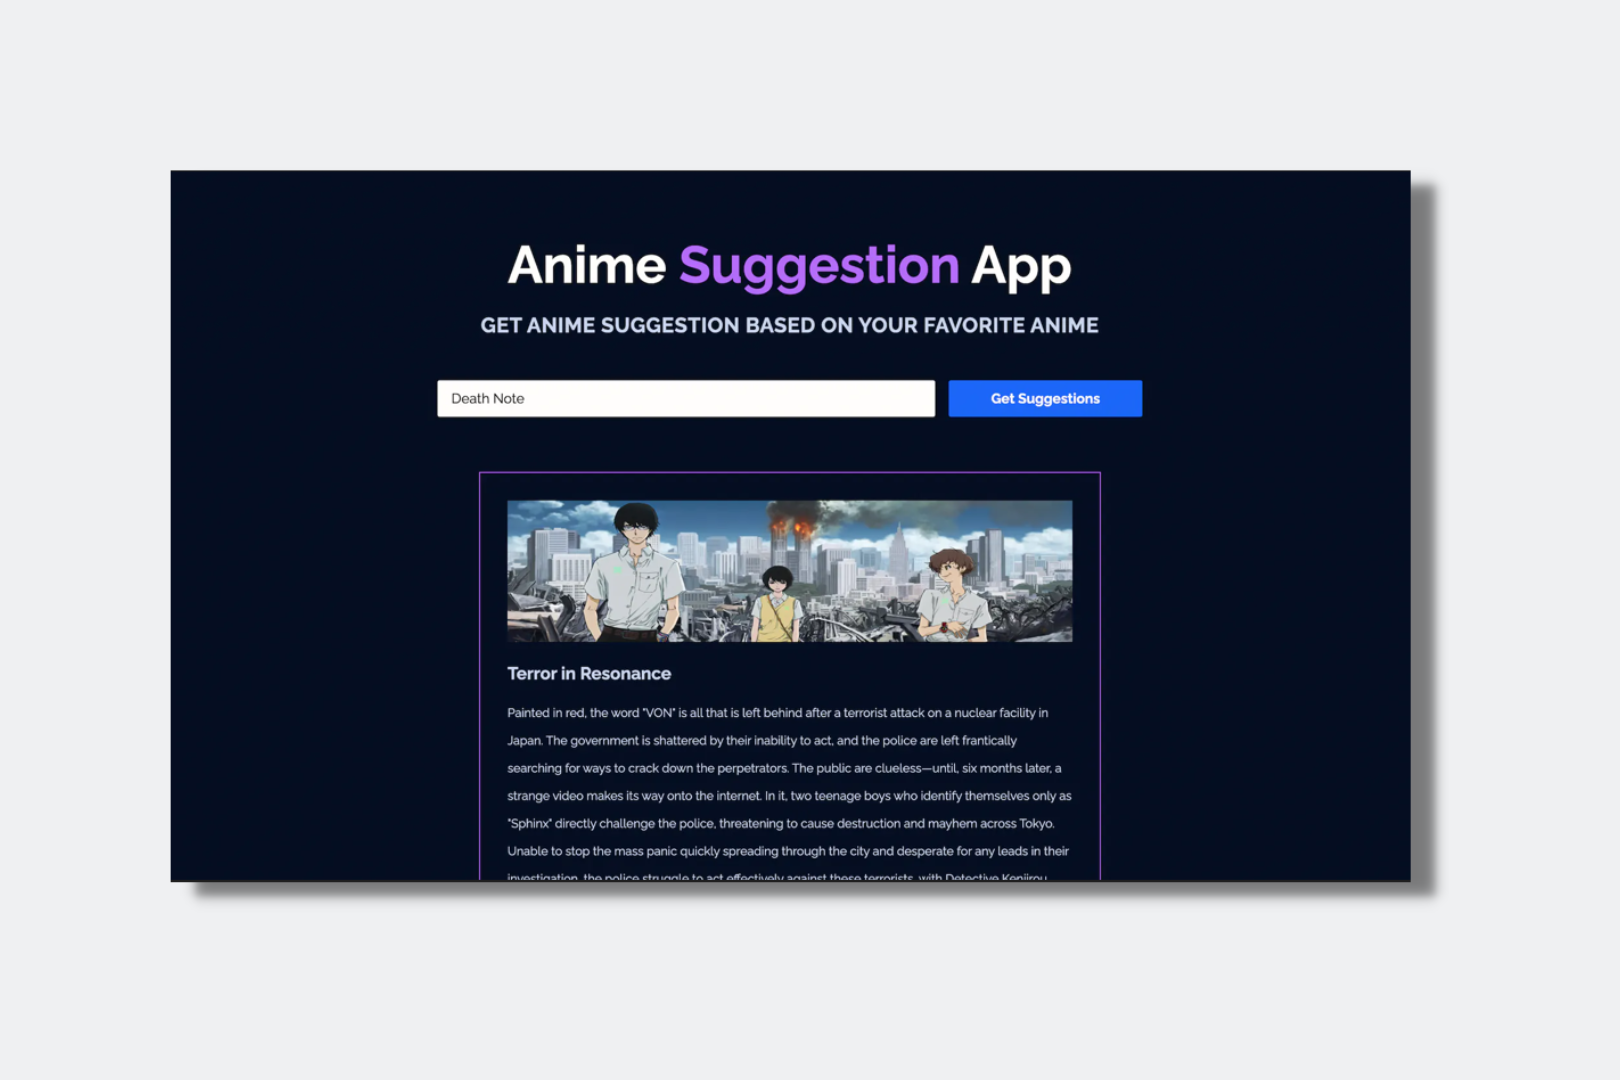 Anime Suggestion App
GET ANIME SUGGESTION BASED ON YOUR FAVORITE ANIME
Death Note
Get Suggestions
Terror in Resonance
Painted in red, the word "VON" is all that is left behind after a terrorist attack on a nuclear facility in
Japan. The government is shattered by their inability to act, and the police are left frantically
searching for ways to crack down the perpetrators. The public are clueless—until, six months later, a
strange video makes its way onto the internet. In it, two teenage boys who identify themselves only as
"Sphinx" directly challenge the police, threatening to cause destruction and mayhem across Tokyo.
Unable to stop the mass panic quickly spreading through the city and desperate for any leads in their
investigation, the police struggle to act effectively against these terrorists, with Detective Kenjirou